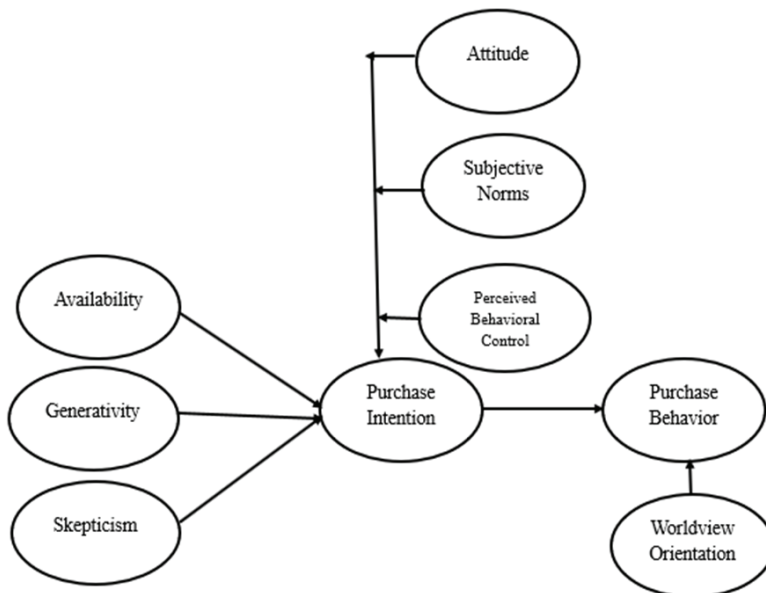 Attitude
Subjective
Norms
Perceived
Behavioral
Control
Availability
Generativity
Skepticism
Purchase
Intention
Purchase
Behavior
Worldview
Orientation